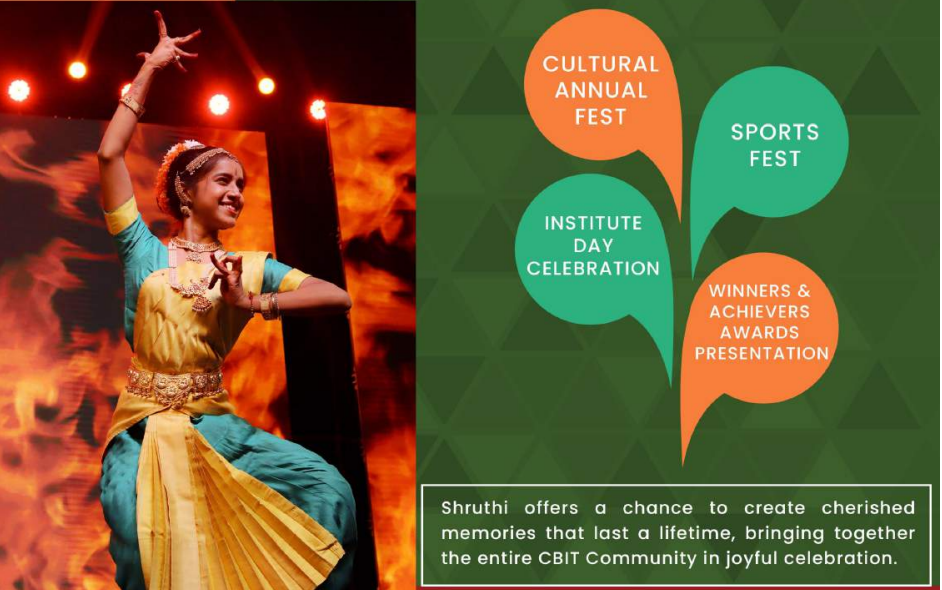 CULTURAL
ANNUAL
FEST
SPORTS
FEST
INSTITUTE
DAY
CELEBRATION
WINNERS &
ACHIEVERS
AWARDS
PRESENTATION
Shruthi offers a chance to create cherished
memories that last a lifetime, bringing together
the entire CBIT Community in joyful celebration.